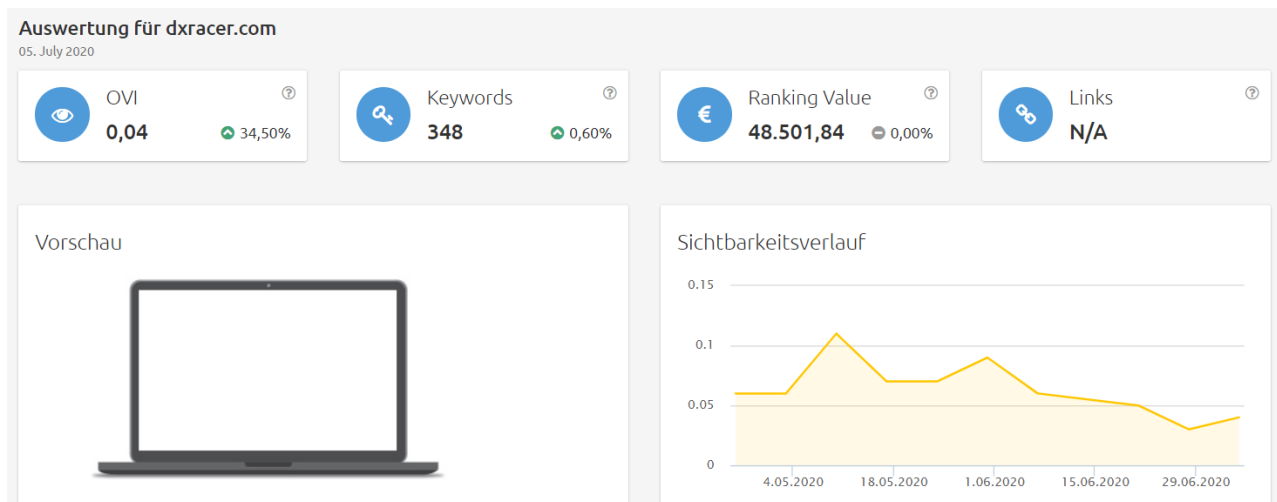 Auswertung für dxracer.com
05. July 2020
OVI
0,04
34,50%
Keywords
348
0,60%
Ranking Value
€
48.501,84
0,00%
Links
N/A
Vorschau
Sichtbarkeitsverlauf
0.15
0.1
0.05
0
4.05.2020 18.05.2020 1.06.2020 15.06.2020 29.06.2020